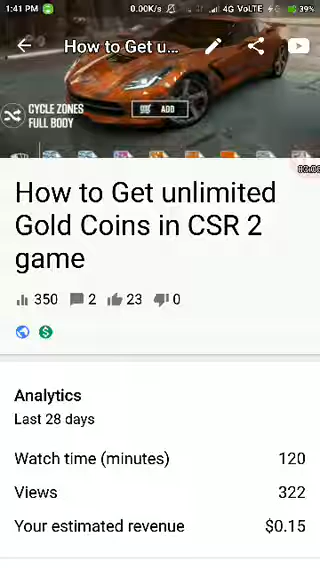 1:41 PM 0.00K/s 4G VoLTE 39%
How to Get u...
CYCLE ZONES
FULL BODY
ADD
How to Get unlimited
Gold Coins in CSR 2
game
350 2 23 0
Analytics
Last 28 days
Watch time (minutes) 120
Views 322
Your estimated revenue $0.15